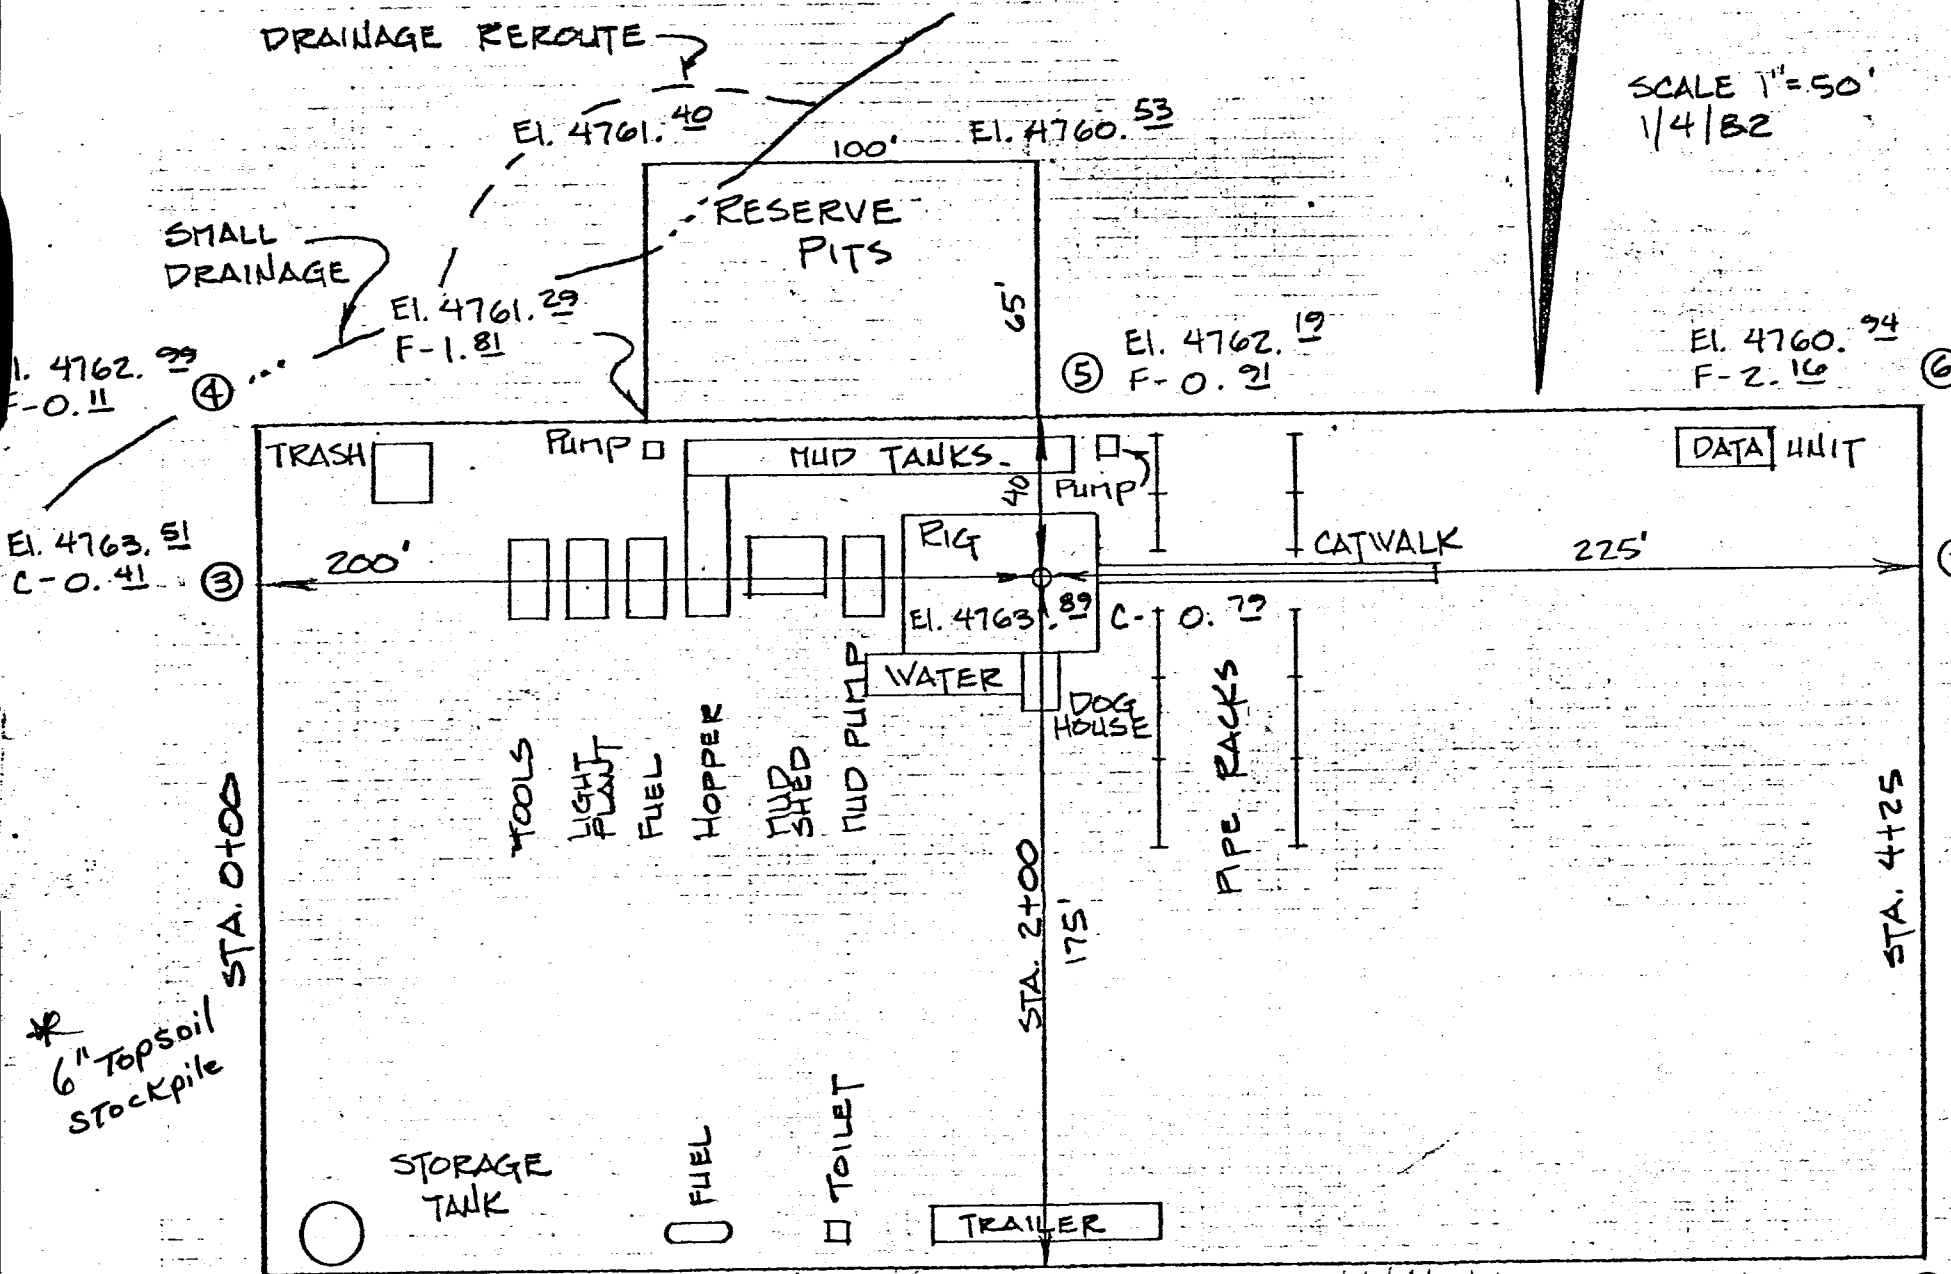 DRAINAGE REROUTE
SCALE 1"=50'
1/4/82
El. 4761.40
El. 4760.53
100'
RESERVE
PITS
SMALL
DRAINAGE
65'
El. 4761.29
F-1.81
El. 4762.19
F-0.91
⑤
El. 4760.94
F-2.16
⑥
l. 4762.99
F-0.11
④
TRASH
PUMP
MUD TANKS
DATA UNIT
40
PUMP
RIG
CATWALK
El. 4763.51
C-0.41
③
200'
225'
El. 4763.89 C-0.79
WATER
DOG
HOUSE
TOOLS
LIGHT
PLANT
FUEL
HOPPER
MUD
SHED
MUD PUMP
PIPE RACKS
STA. 0+00
STA. 2+00
175'
STA. 4+25
* 6" Topsoil
Stockpile
STORAGE
TANK
FUEL
TOILET
TRAILER